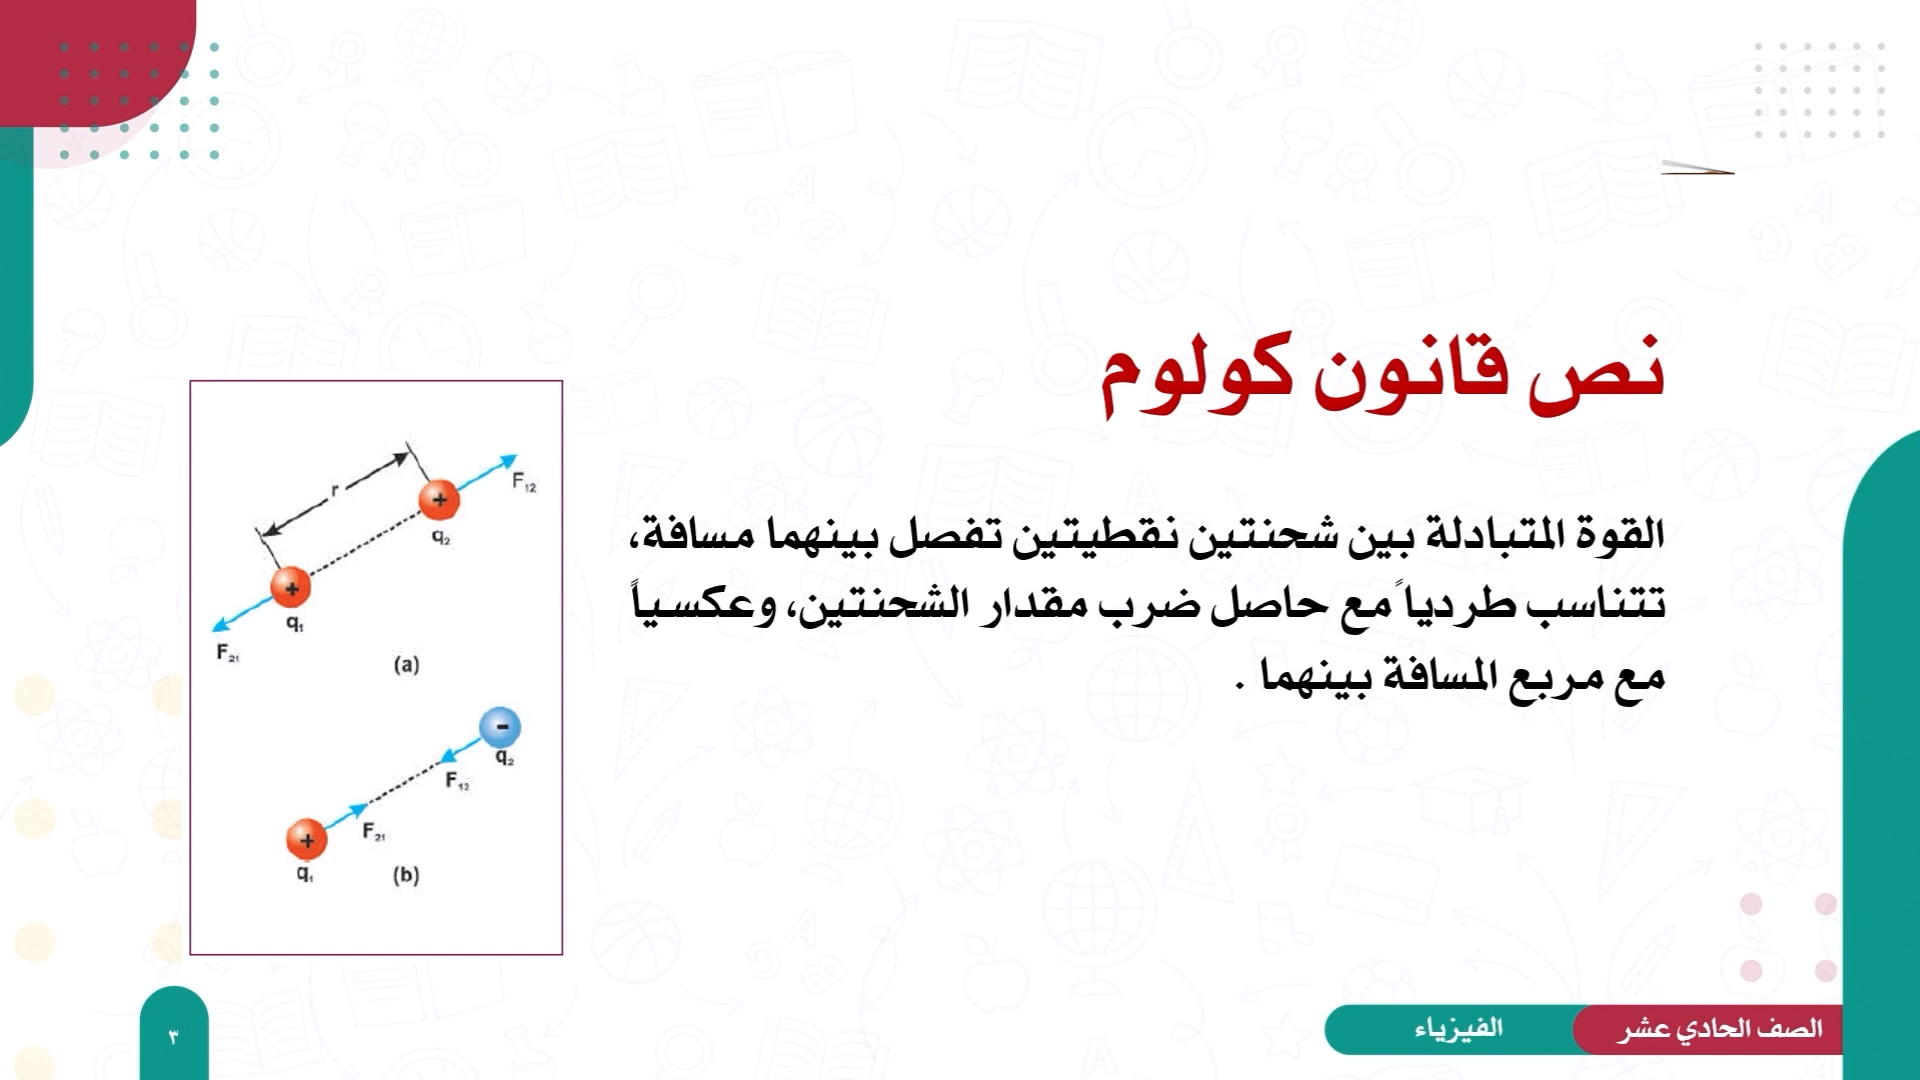 نص قانون كولوم
القوة المتبادلة بين شحنتين نقطيتين تفصل بينهما مسافة،
تتناسب طردياً مع حاصل ضرب مقدار الشحنتين، وعكسياً
مع مربع المسافة بينهما .
r
F12
+
q2
+
q1
F21
(a)
-
q2
F12
F21
+
q1
(b)
الصف الحادي عشر
الفيزياء
٣